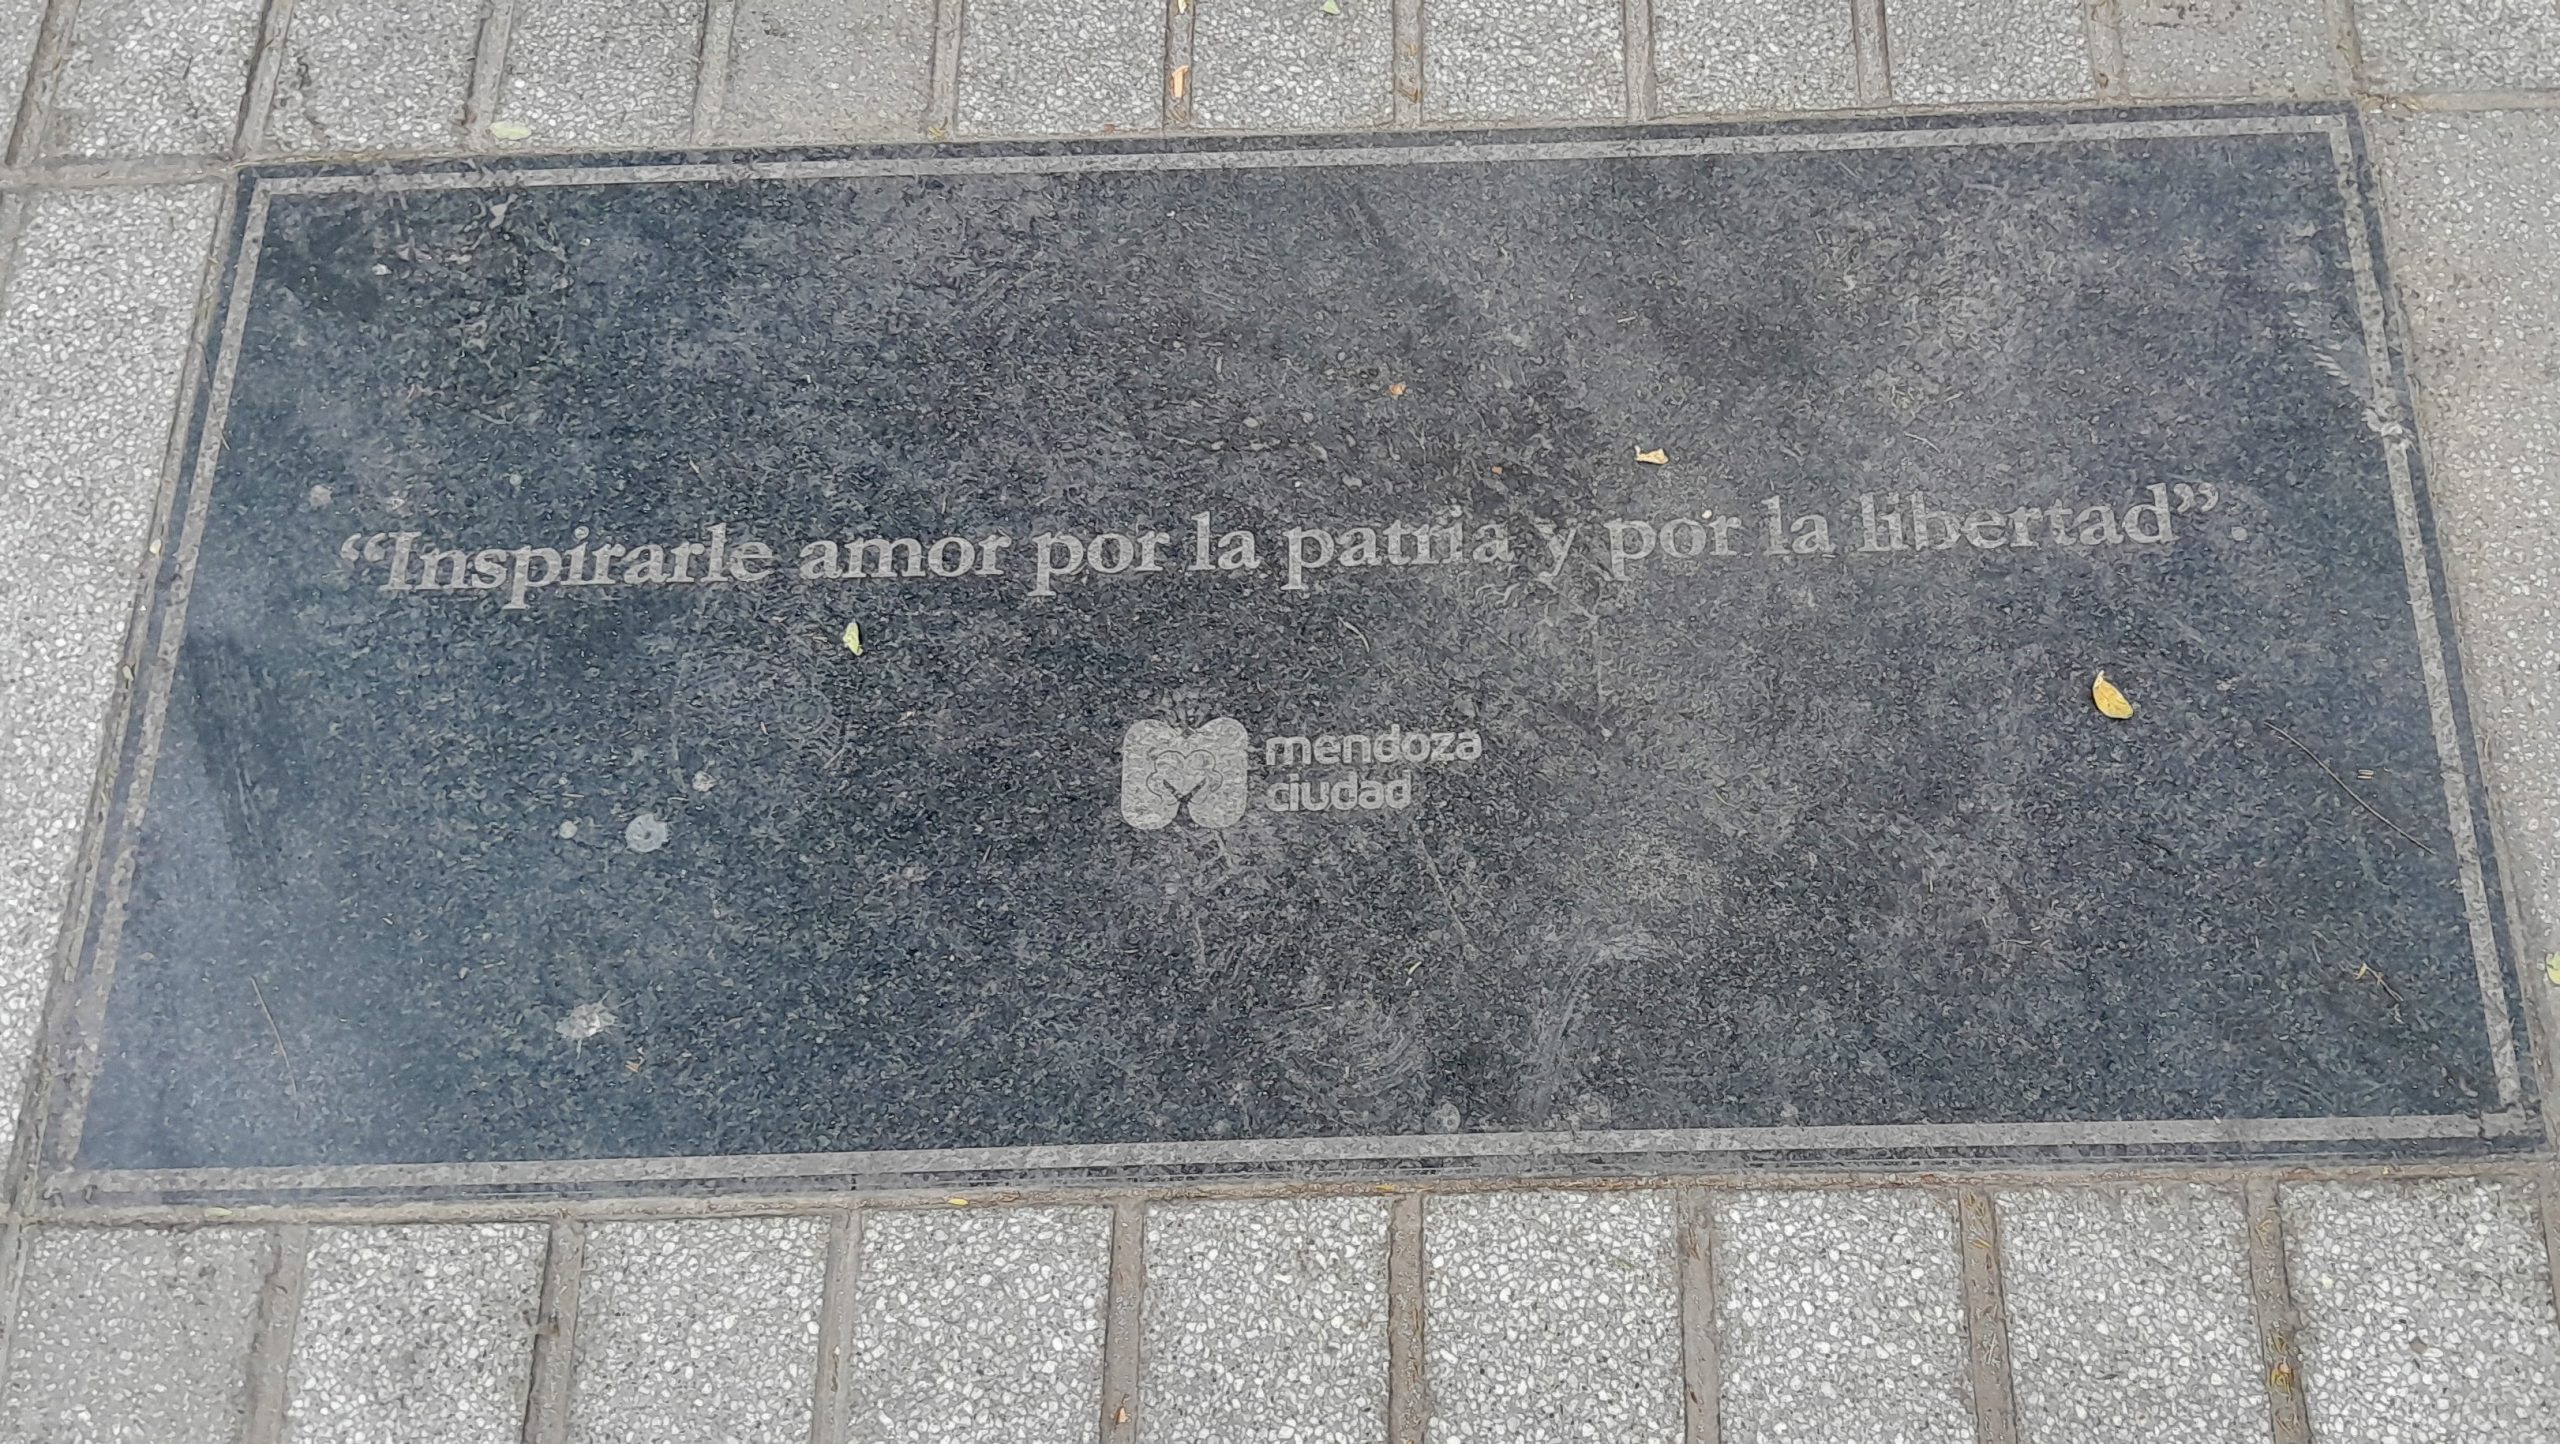 “Inspirarle amor por la patria y por la libertad”.
mendoza
ciudad